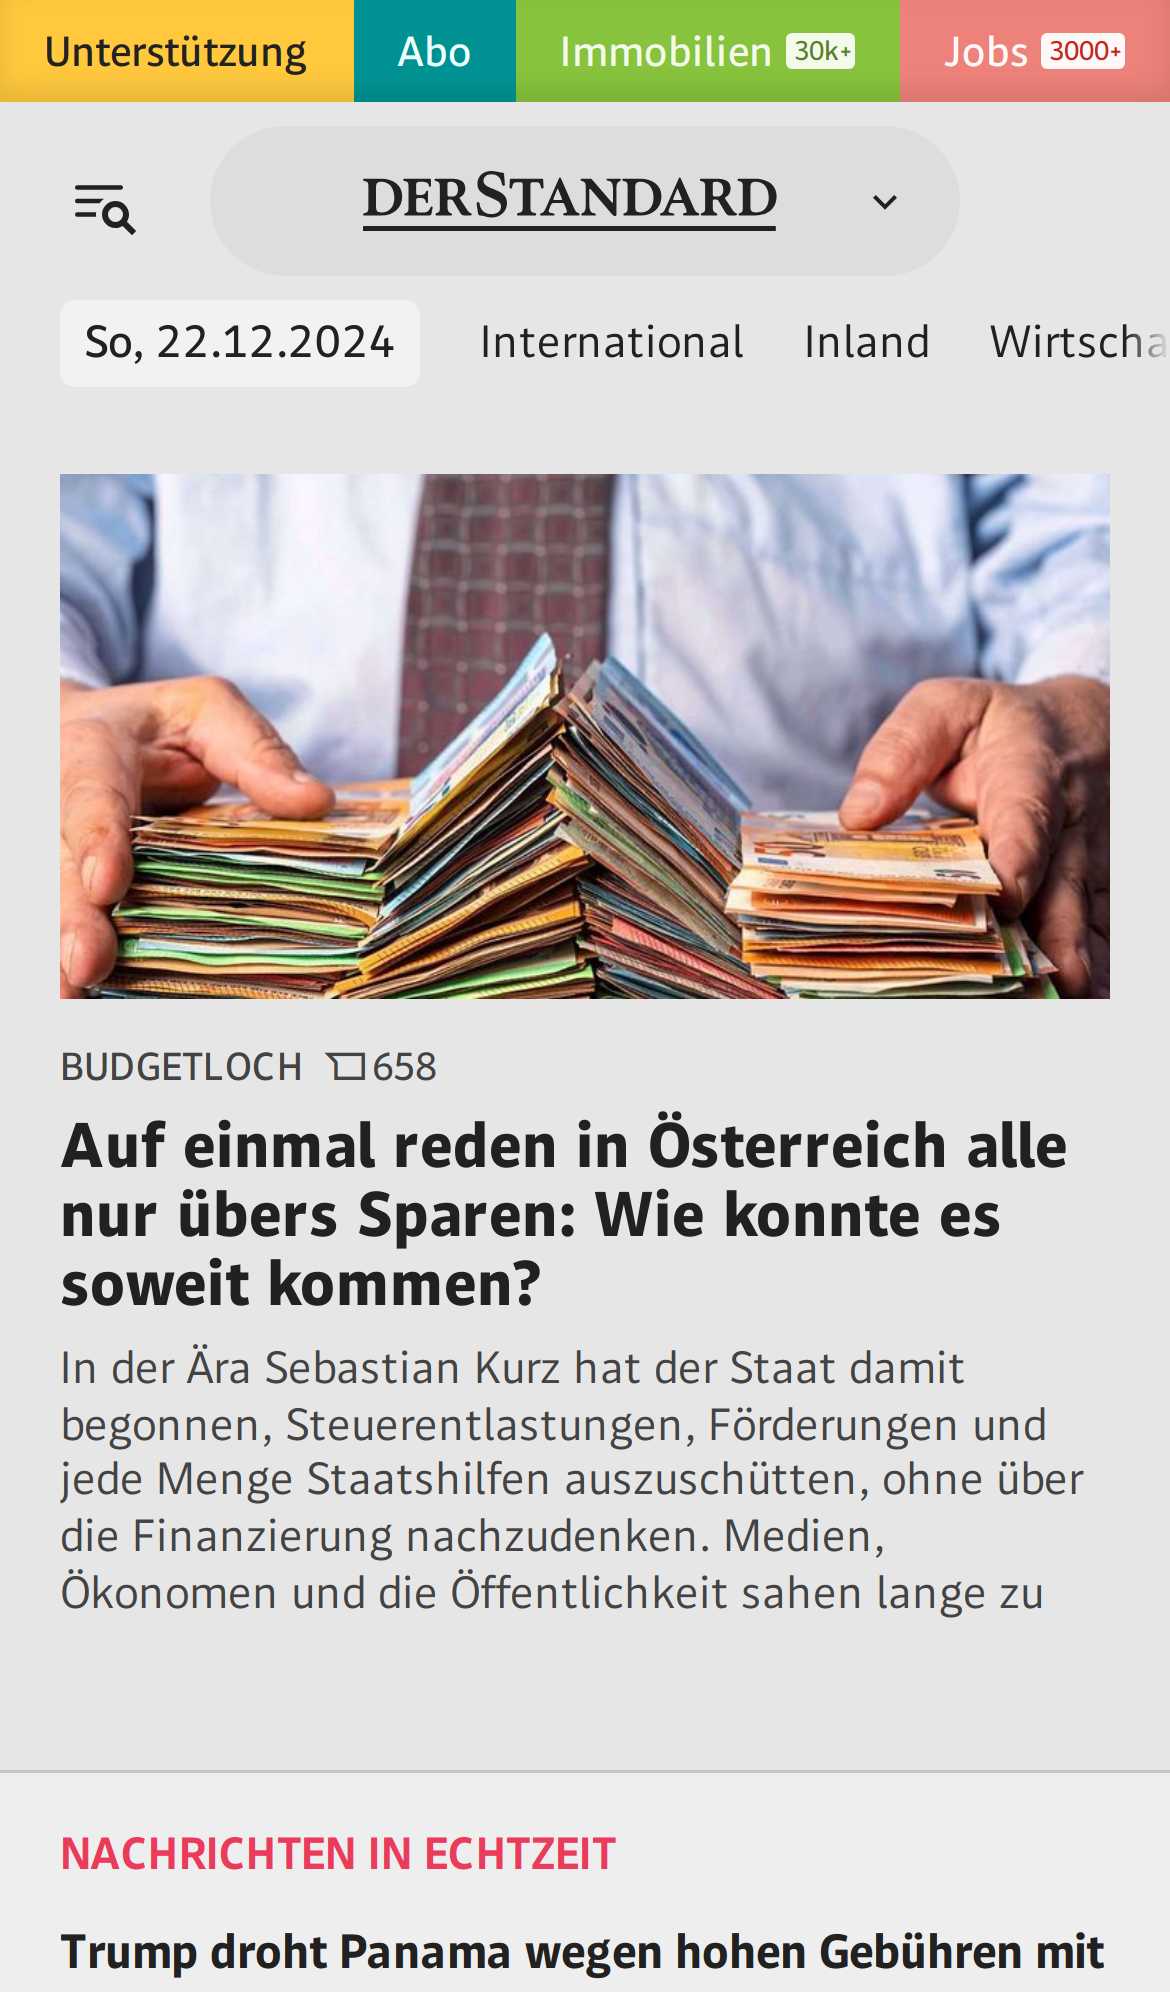 Unterstützung
Abo
Immobilien 30k+
Jobs 3000+
DERSTANDARD
So, 22.12.2024
International
Inland
Wirtscha
BUDGETLOCH 658
Auf einmal reden in Österreich alle
nur übers Sparen: Wie konnte es
soweit kommen?
In der Ära Sebastian Kurz hat der Staat damit
begonnen, Steuerentlastungen, Förderungen und
jede Menge Staatshilfen auszuschütten, ohne über
die Finanzierung nachzudenken. Medien,
Ökonomen und die Öffentlichkeit sahen lange zu
NACHRICHTEN IN ECHTZEIT
Trump droht Panama wegen hohen Gebühren mit